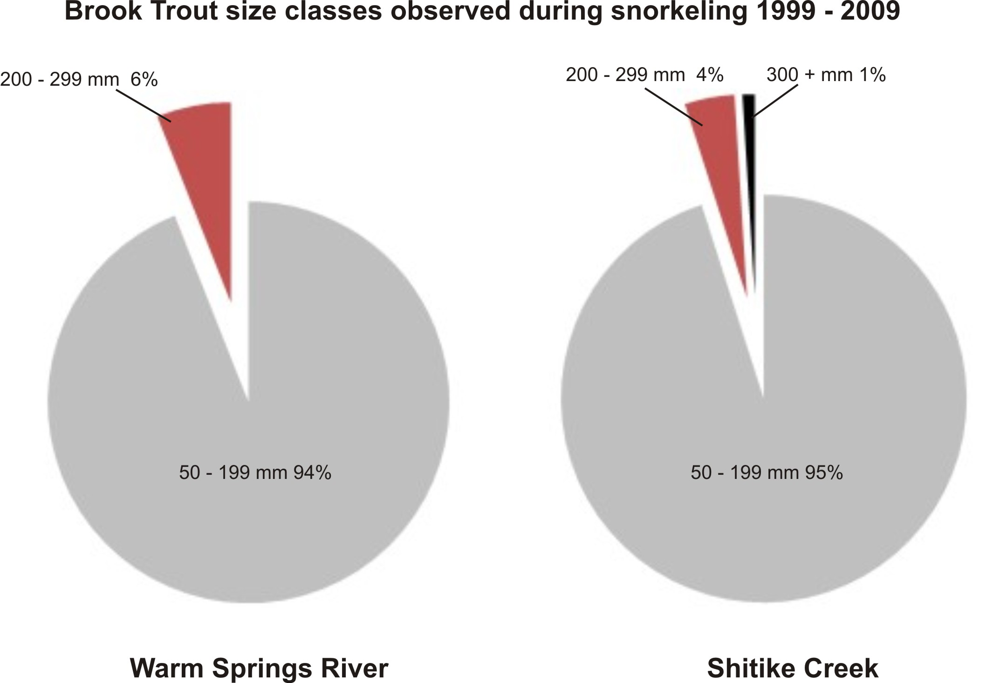 Brook Trout size classes observed during snorkeling 1999 - 2009
200 - 299 mm  6%
200 - 299 mm  4%
300 + mm 1%
50 - 199 mm 94%
50 - 199 mm 95%
Warm Springs River
Shitike Creek